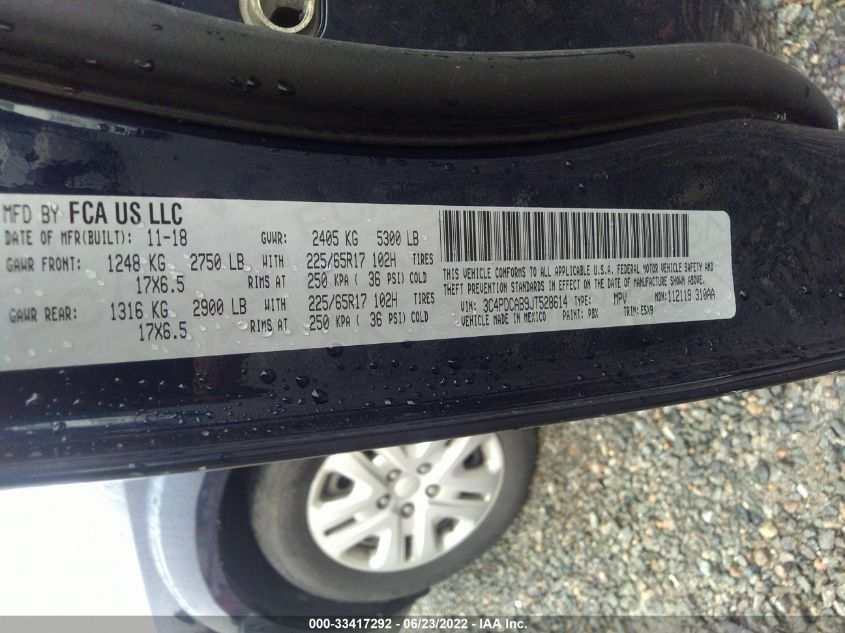 MFD BY FCA US LLC
DATE OF MFR(BUILT): 11-18 GVWR: 2405 KG 5300 LB
GAWR FRONT: 1248 KG 2750 LB WITH 225/65R17 102H TIRES
17X6.5 RIMS AT 250 KPA ( 36 PSI) COLD
GAWR REAR: 1316 KG 2900 LB WITH 225/65R17 102H TIRES
17X6.5 RIMS AT 250 KPA ( 36 PSI) COLD
THIS VEHICLE CONFORMS TO ALL APPLICABLE U.S.A. FEDERAL MOTOR VEHICLE SAFETY AND
THEFT PREVENTION STANDARDS IN EFFECT ON THE DATE OF MANUFACTURE SHOWN ABOVE
VIN: 3C4PDCAB9JT528614 TYPE: MPV MDH: 112119 310AA
VEHICLE MADE IN MEXICO PAINT: PBX TRIM: E5X9
000-33417292 - 06/23/2022 - IAA Inc.